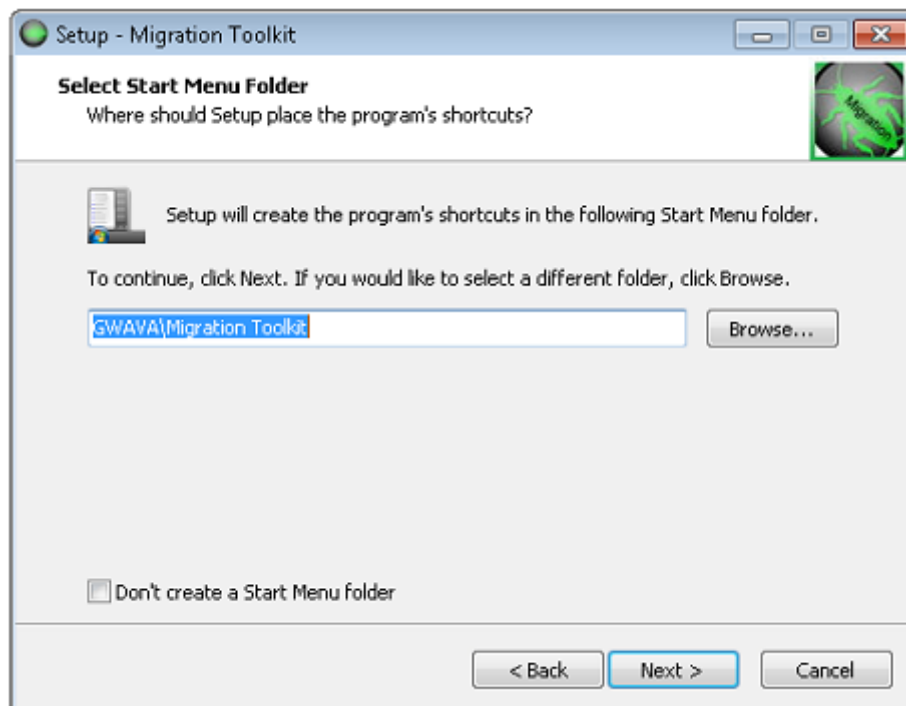 Setup - Migration Toolkit
Select Start Menu Folder
Where should Setup place the program's shortcuts?
Migration
Setup will create the program's shortcuts in the following Start Menu folder.
To continue, click Next. If you would like to select a different folder, click Browse.
GWAVA\Migration Toolkit
Browse...
Don't create a Start Menu folder
< Back
Next >
Cancel